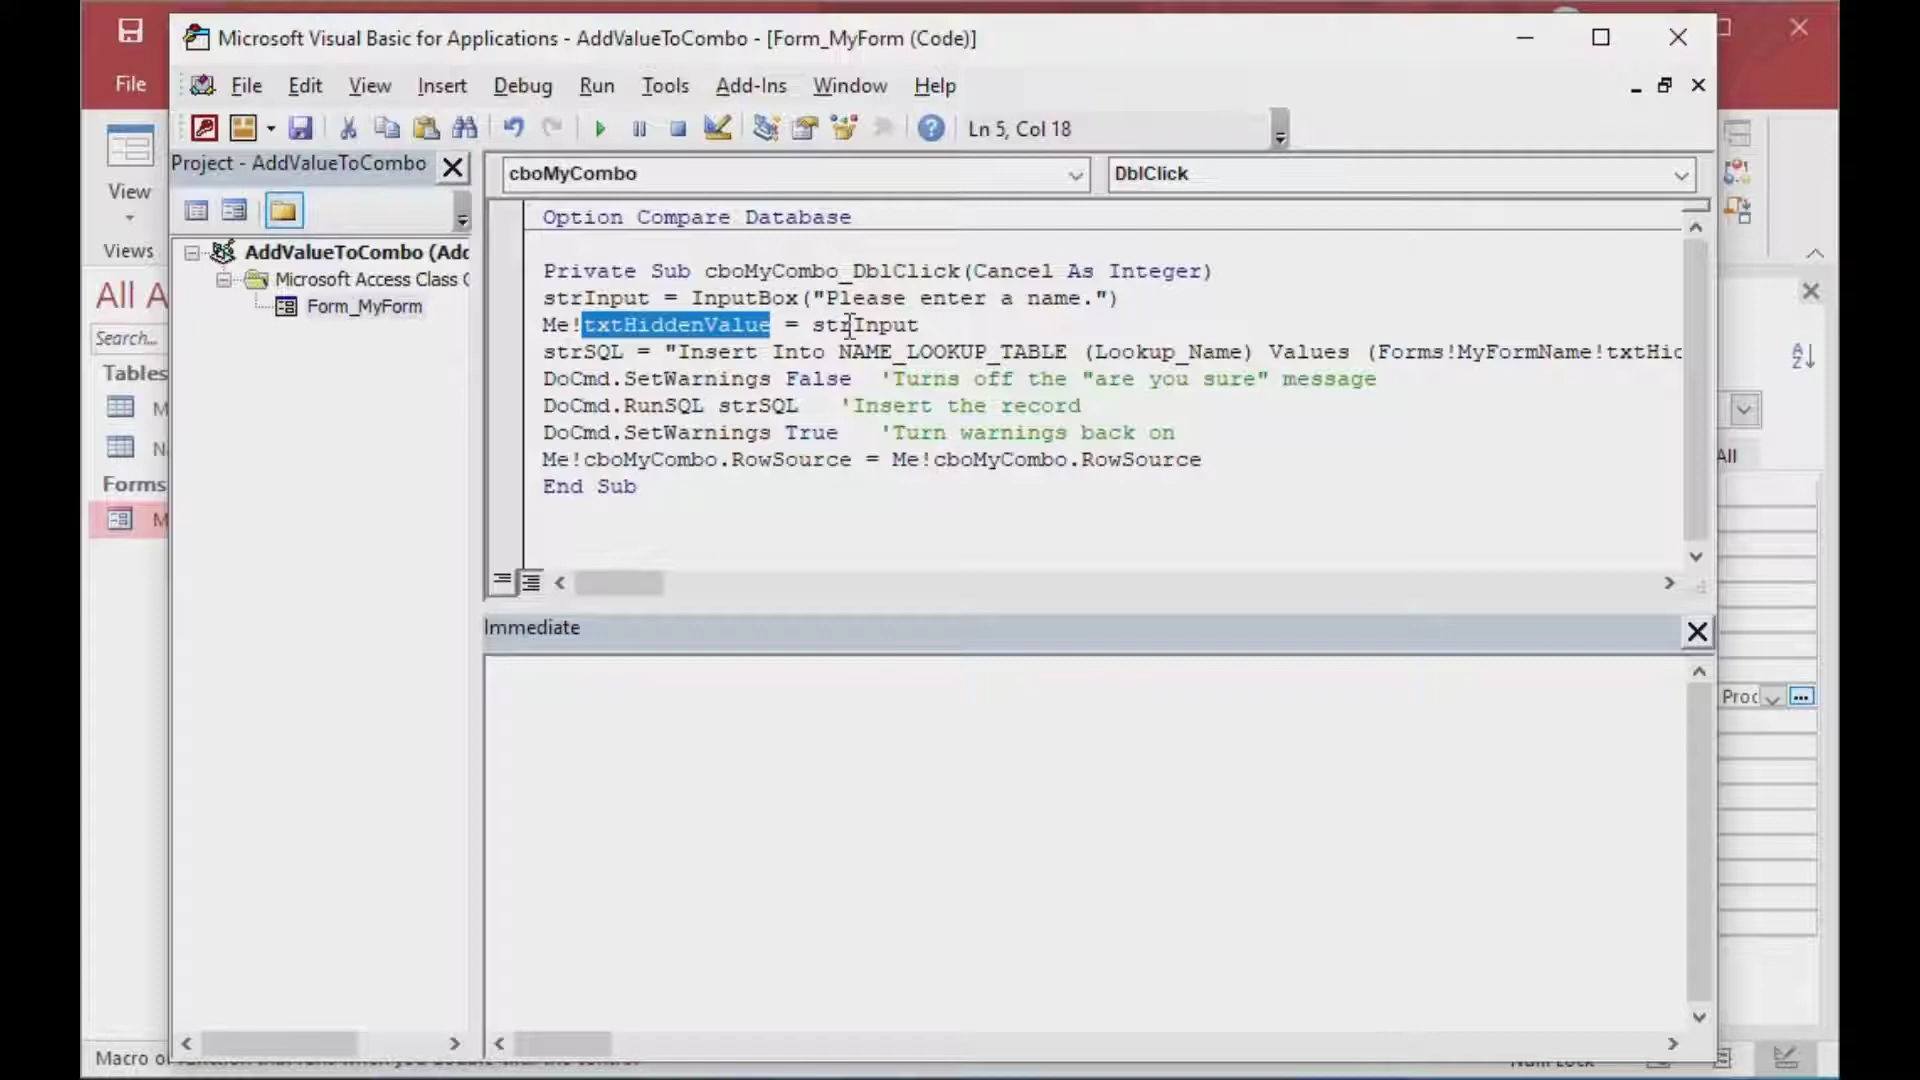 Microsoft Visual Basic for Applications - AddValueToCombo - [Form_MyForm (Code)]
File
File Edit View Insert Debug Run Tools Add-Ins Window Help
Ln 5, Col 18
View
Views
Project - AddValueToCombo
cboMyCombo
DblClick
AddValueToCombo (Add
Microsoft Access Class
Form_MyForm
Option Compare Database
Private Sub cboMyCombo_DblClick(Cancel As Integer)
strInput = InputBox("Please enter a name.")
Me!txtHiddenValue = strInput
strSQL = "Insert Into NAME_LOOKUP_TABLE (Lookup_Name) Values (Forms!MyFormName!txtHid
DoCmd.SetWarnings False 'Turns off the "are you sure" message
DoCmd.RunSQL strSQL 'Insert the record
DoCmd.SetWarnings True 'Turn warnings back on
Me!cboMyCombo.RowSource = Me!cboMyCombo.RowSource
End Sub
All A
Search...
Tables
M
N
Forms
M
All
Proc
Immediate
Macro o